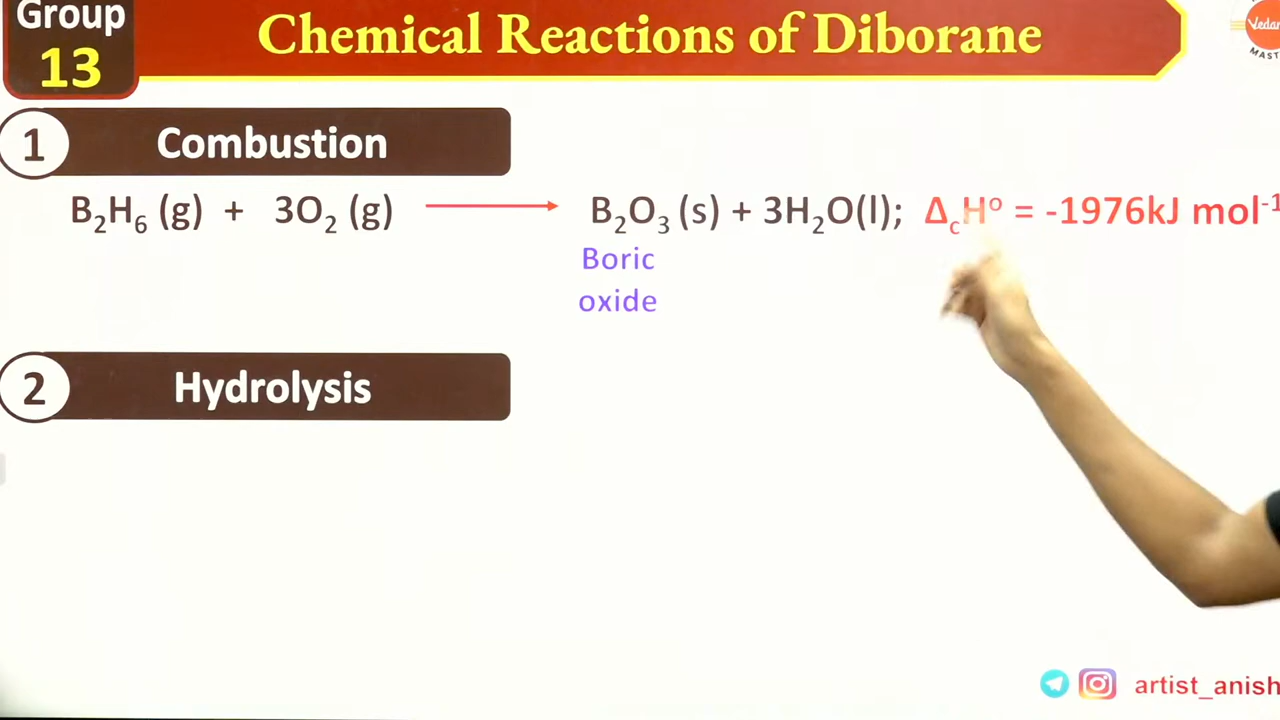 Group
13
Chemical Reactions of Diborane
1
Combustion
B₂H₆ (g) + 3O₂ (g) → B₂O₃ (s) + 3H₂O(l); Δ꜀Hº = -1976kJ mol⁻¹
Boric
oxide
2
Hydrolysis
artist_anish